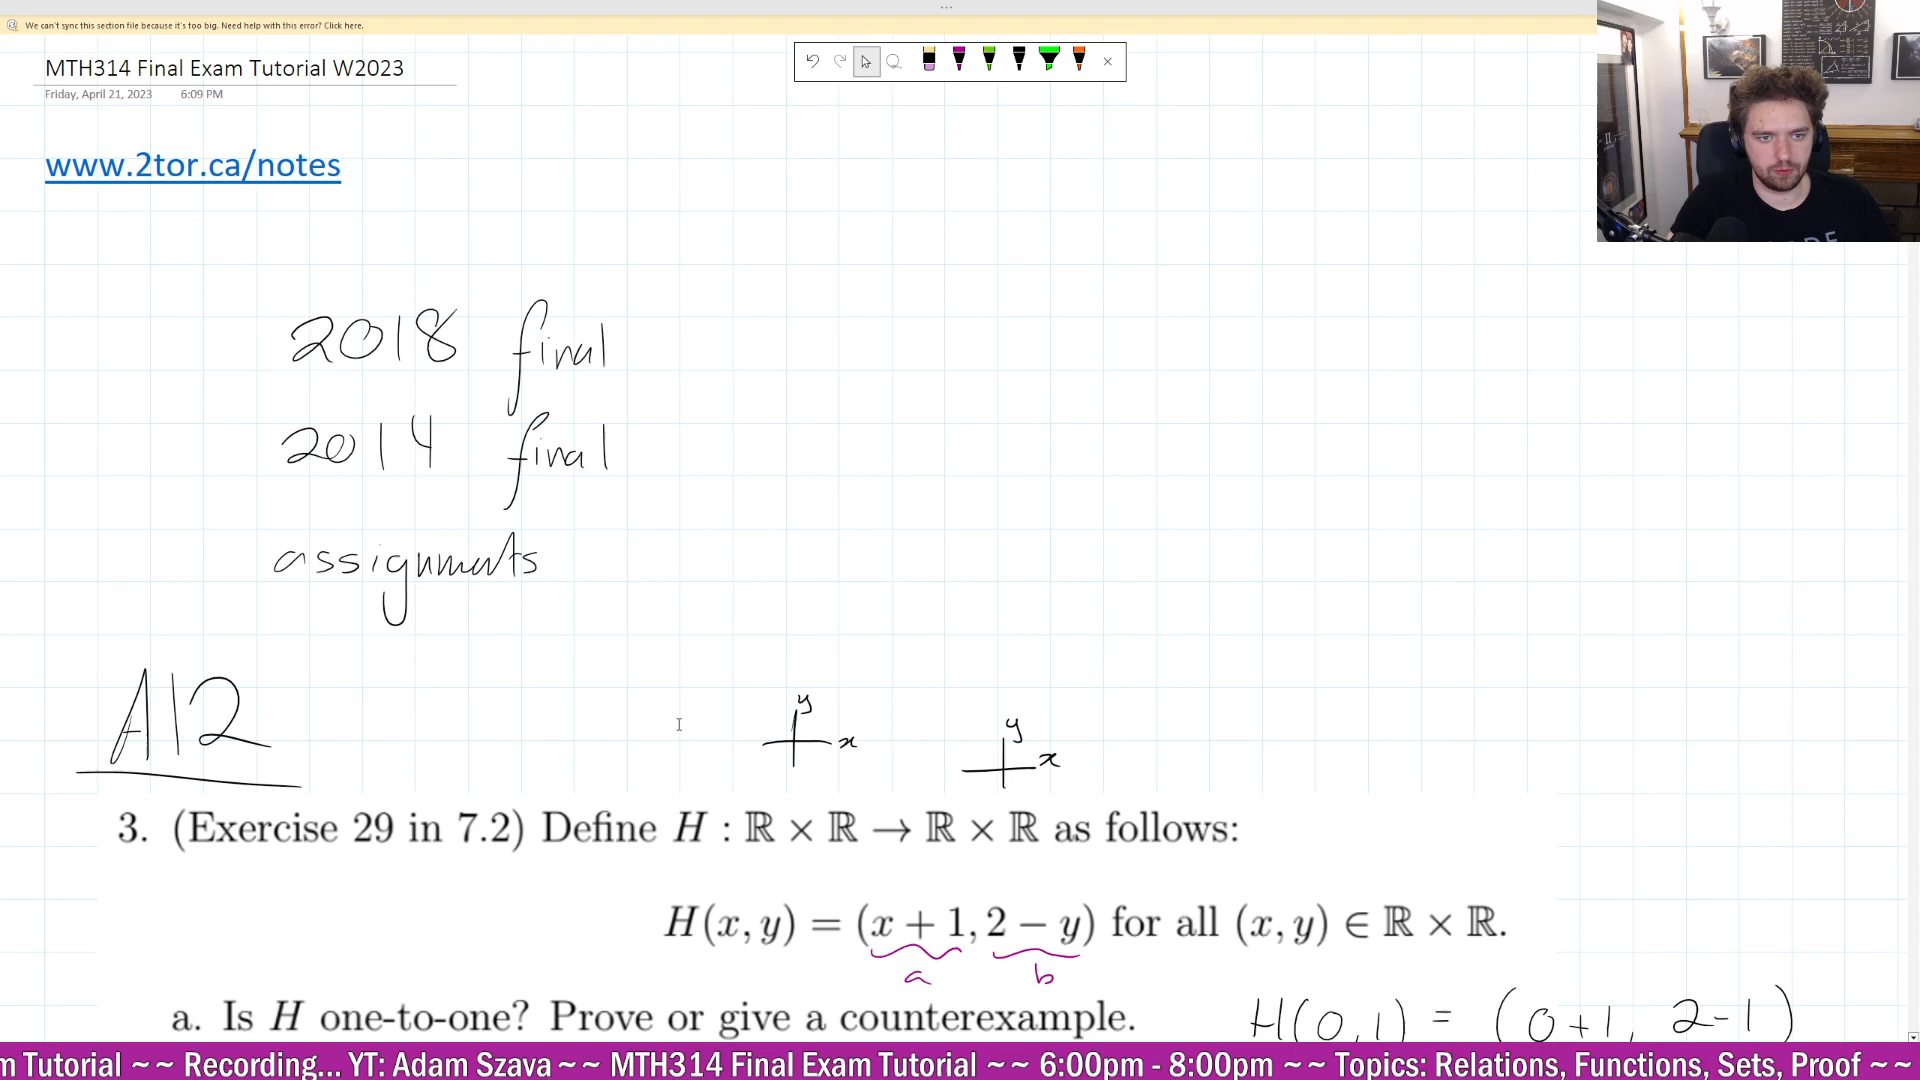 We can't sync this section file because it's too big. Need help with this error? Click here.
MTH314 Final Exam Tutorial W2023
Friday, April 21, 2023 6:09 PM
www.2tor.ca/notes
2018 final
2014 final
assignments
A12
y
x
y
x
3. (Exercise 29 in 7.2) Define H : ℝ × ℝ → ℝ × ℝ as follows:
H(x, y) = (x + 1, 2 − y) for all (x, y) ∈ ℝ × ℝ.
a b
a. Is H one-to-one? Prove or give a counterexample.
H(0,1) = (0+1, 2-1)
m Tutorial ~~ Recording... YT: Adam Szava ~~ MTH314 Final Exam Tutorial ~~ 6:00pm - 8:00pm ~~ Topics: Relations, Functions, Sets, Proof ~~